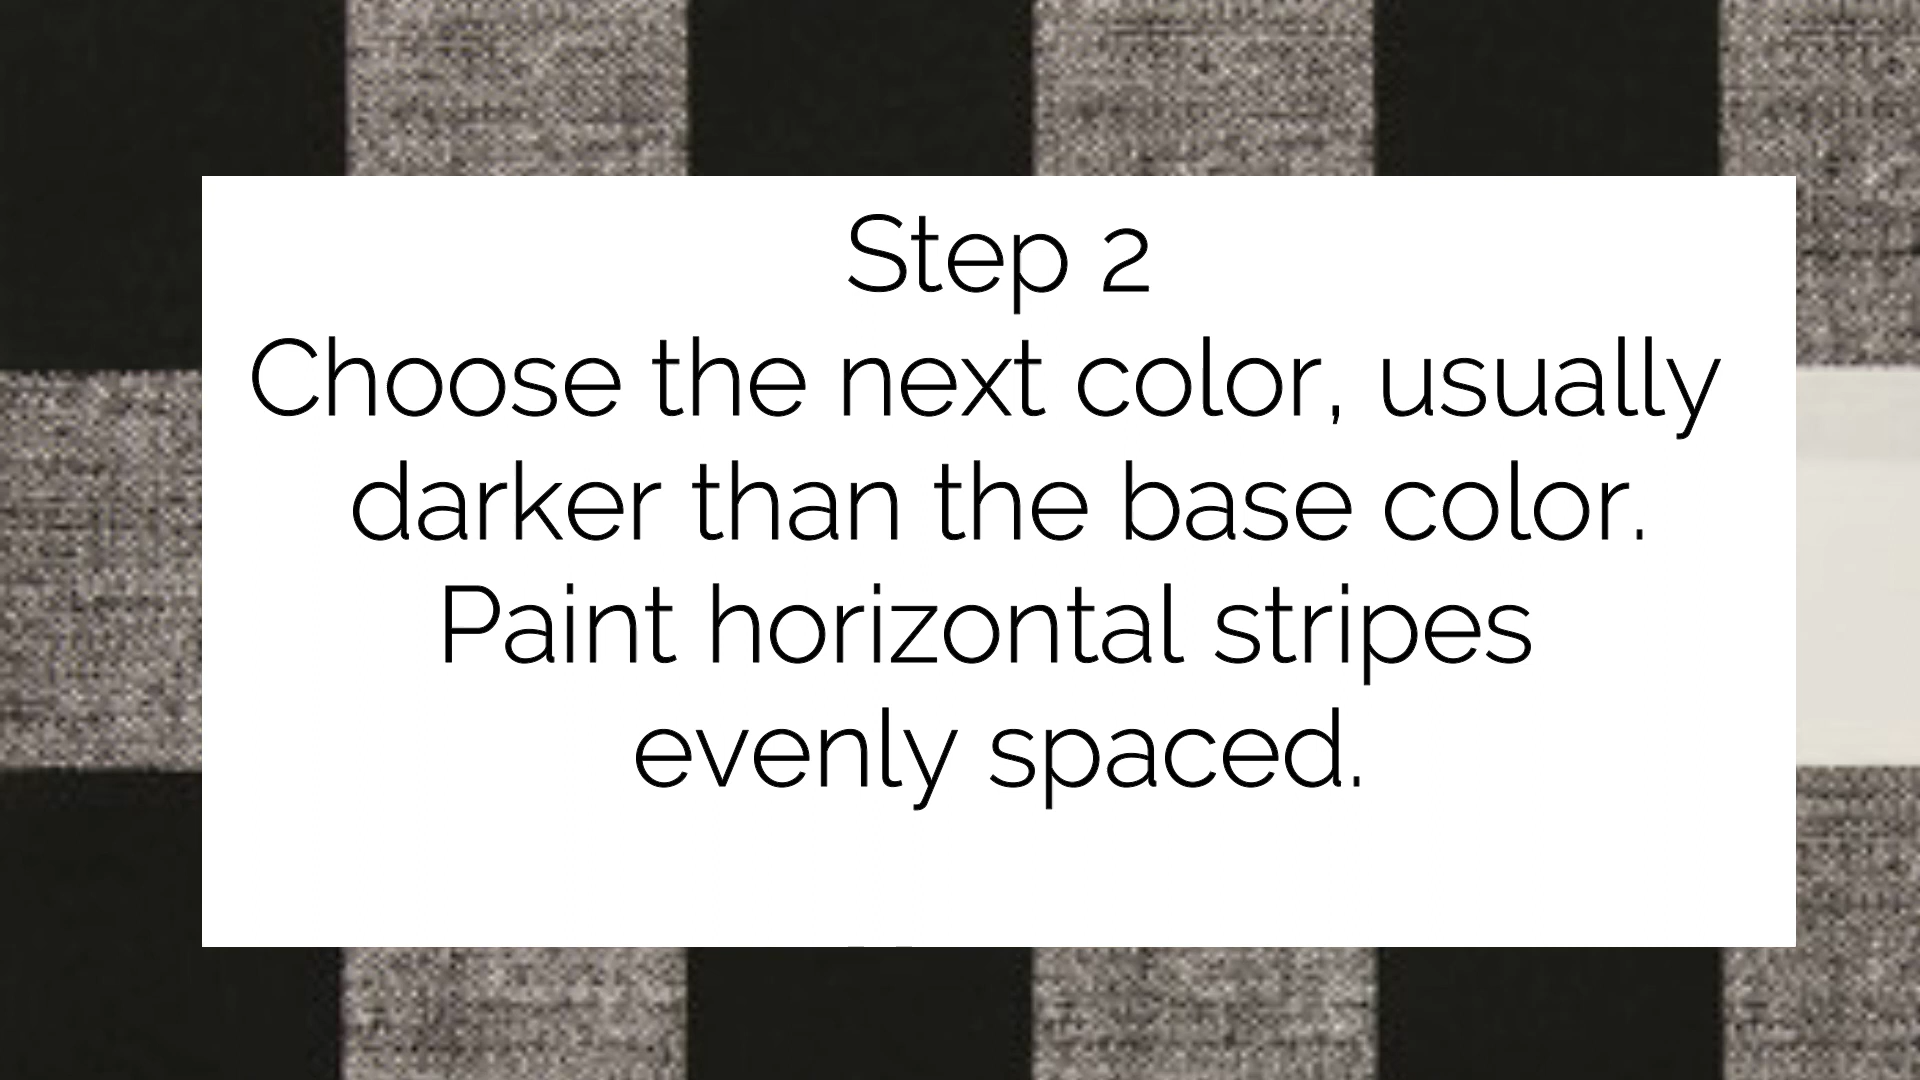 Step 2
Choose the next color, usually
darker than the base color.
Paint horizontal stripes
evenly spaced.